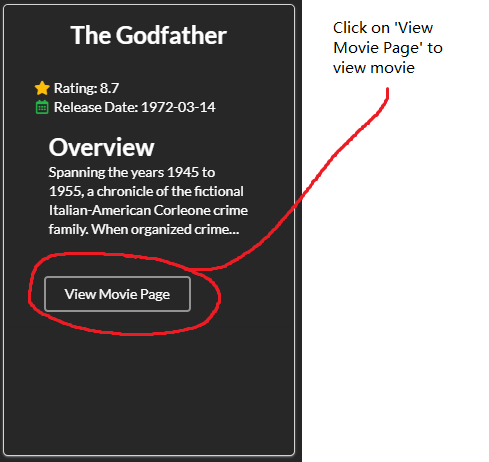 The Godfather
Rating: 8.7
Release Date: 1972-03-14
Overview
Spanning the years 1945 to
1955, a chronicle of the fictional
Italian-American Corleone crime
family. When organized crime...
View Movie Page
Click on 'View
Movie Page' to
view movie